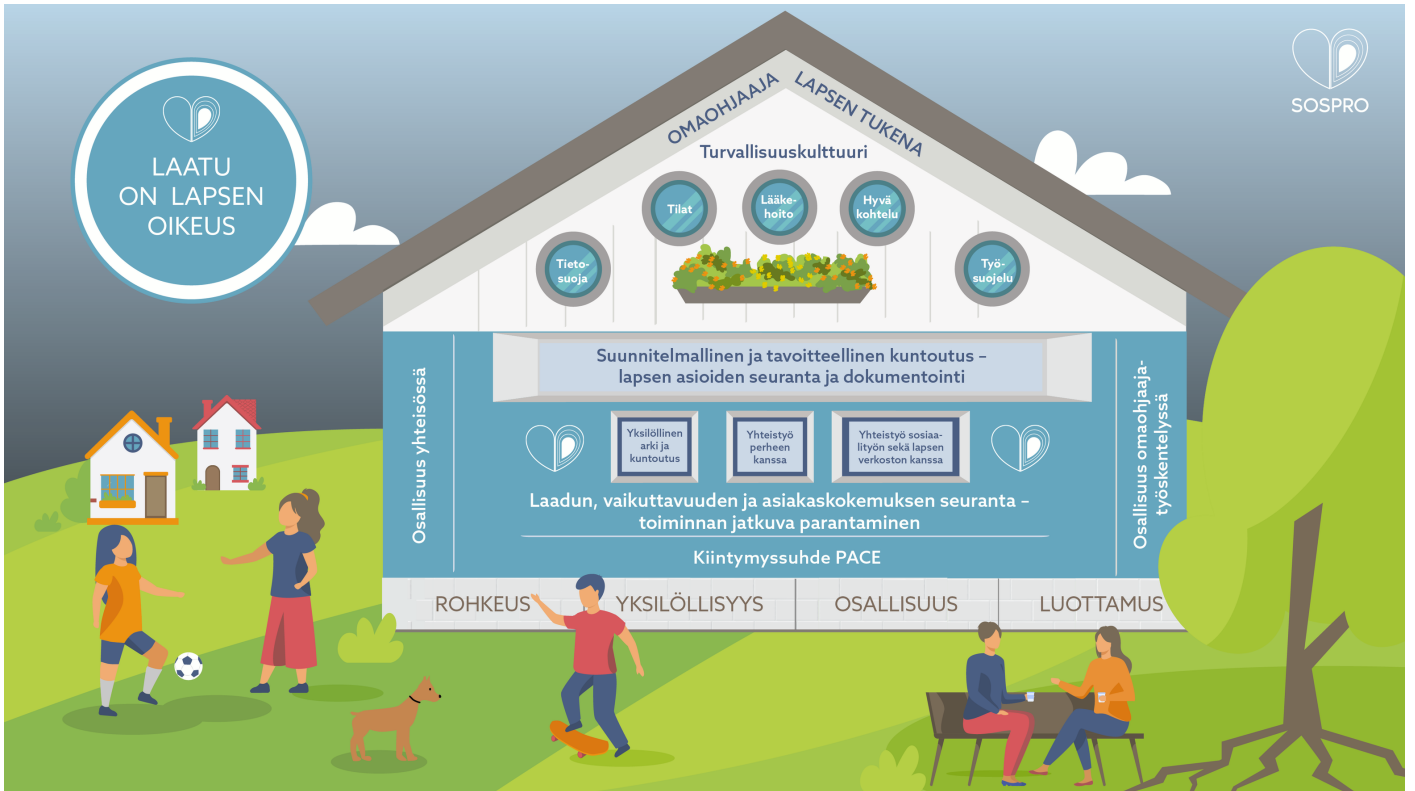 LAATU
ON LAPSEN
OIKEUS
SOSPRO
OMAOHJAAJA LAPSEN TUKENA
Turvallisuuskulttuuri
Tilat
Lääke-
hoito
Hyvä
kohtelu
Tieto-
suoja
Työ-
suojelu
Suunnitelmallinen ja tavoitteellinen kuntoutus –
lapsen asioiden seuranta ja dokumentointi
Osallisuus yhteisössä
Yksilöllinen
arki ja
kuntoutus
Yhteistyö
perheen
kanssa
Yhteistyö sosiaa-
lityön sekä lapsen
verkoston kanssa
Osallisuus omaohjaaja-
työskentelyssä
Laadun, vaikuttavuuden ja asiakaskokemuksen seuranta –
toiminnan jatkuva parantaminen
Kiintymyssuhde PACE
ROHKEUS YKSILÖLLISYYS OSALLISUUS LUOTTAMUS